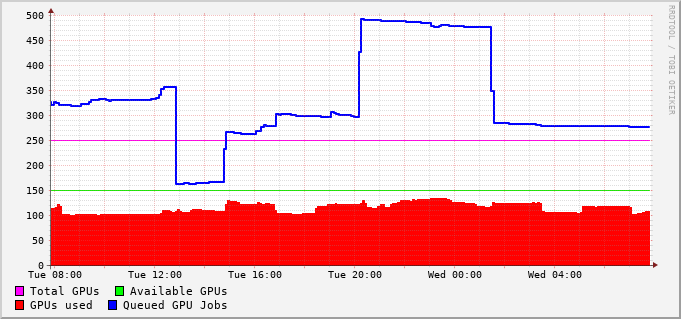 RRDTOOL / TOBI OETIKER
500
450
400
350
300
250
200
150
100
50
0
Tue 08:00 Tue 12:00 Tue 16:00 Tue 20:00 Wed 00:00 Wed 04:00
Total GPUs Available GPUs
GPUs used Queued GPU Jobs